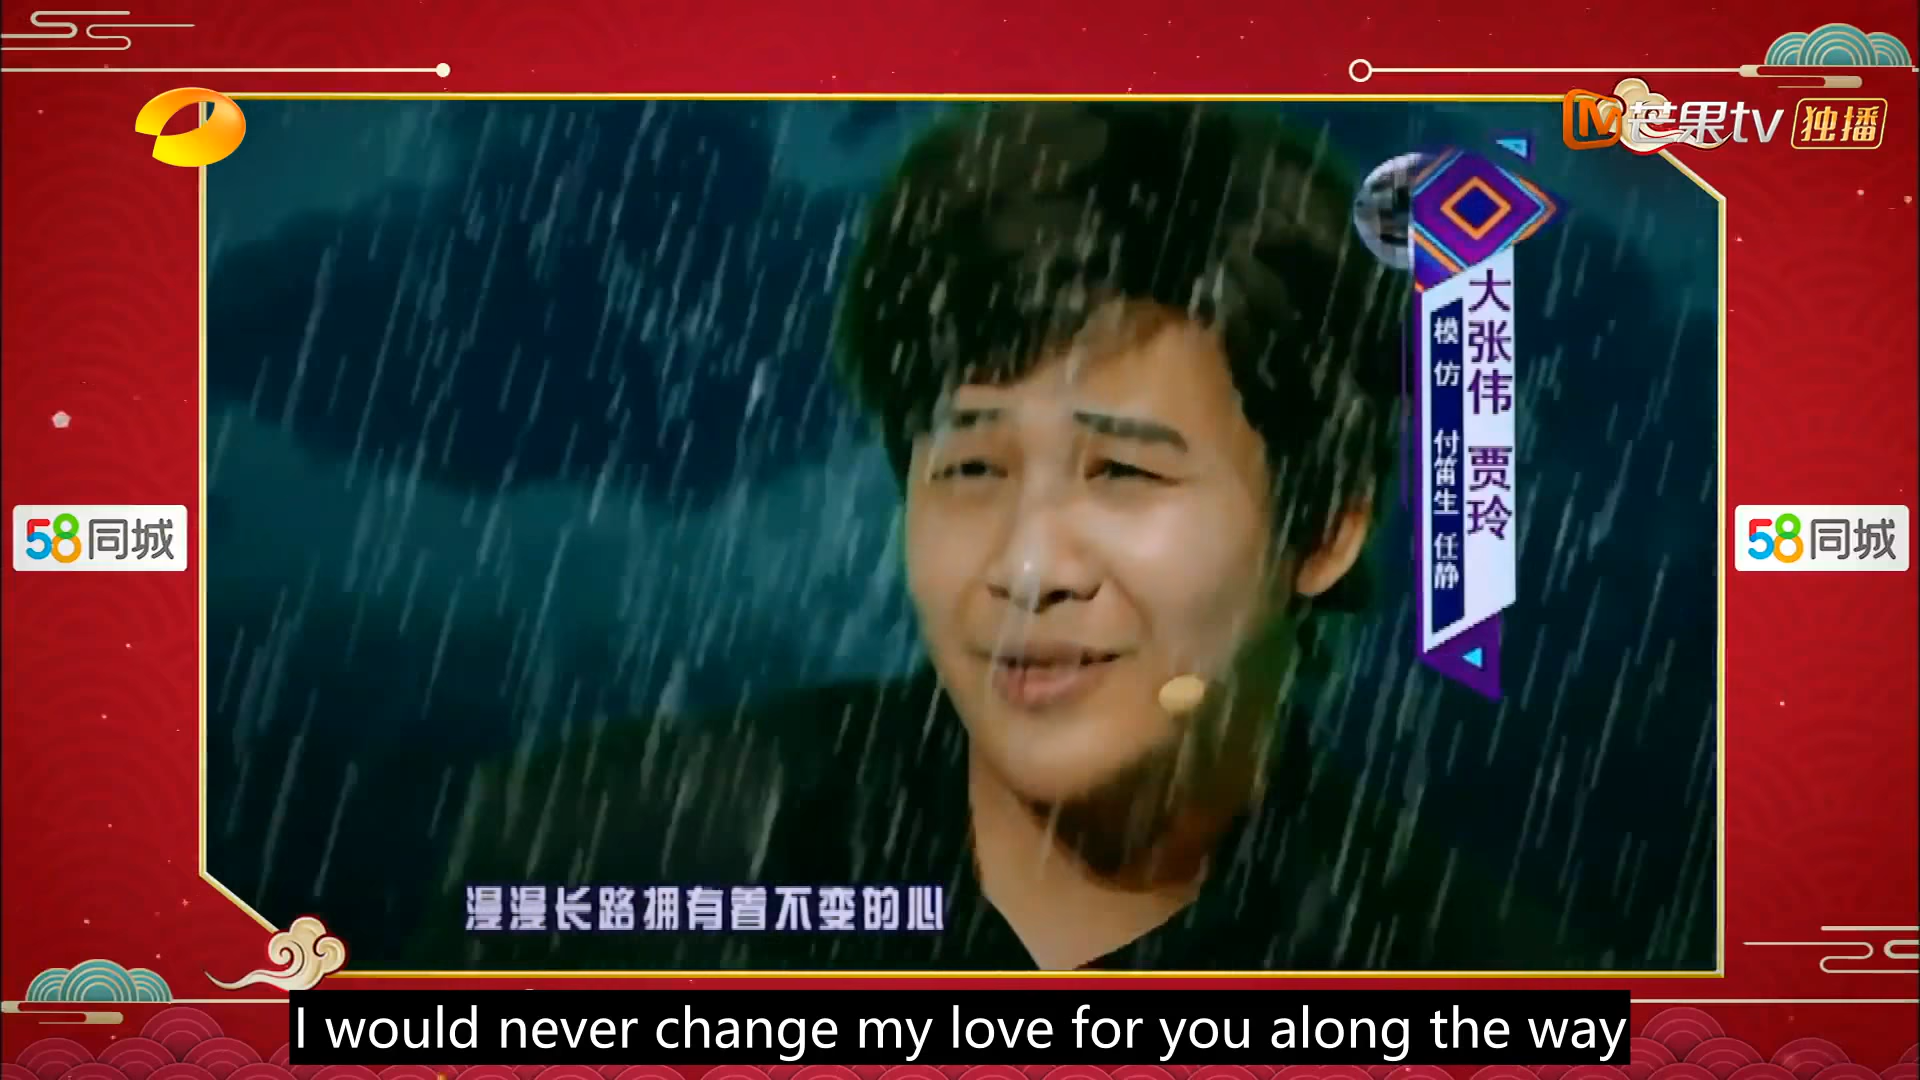 芒果tv 独播
大张伟 贾玲
模仿 付笛生 任静
58同城
58同城
漫漫长路拥有着不变的心
I would never change my love for you along the way